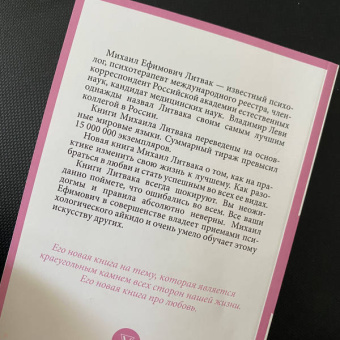 Михаил Ефимович Литвак — известный психо-
лог, психотерапевт международного реестра, член-
корреспондент Российской академии естественных
наук, кандидат медицинских наук. Владимир Леви
однажды назвал Литвака своим самым лучшим
коллегой в России.
Книги Михаила Литвака переведены на основ-
ные мировые языки. Суммарный тираж превысил
15 000 000 экземпляров.
Новая книга Михаила Литвака о том, как на пра-
ктике изменить свою жизнь к лучшему. Как разо-
браться в любви и стать успешным во всех ее видах.
Книги Литвака всегда шокируют. Вы неожи-
данно поймете, что ошибались во всем. Все ваши
догмы и правила абсолютно неверны. Михаил
Ефимович в совершенстве владеет приемами пси-
хологического айкидо и очень умело обучает этому
искусству других.
Его новая книга на тему, которая является
краеугольным камнем всех сторон нашей жизни.
Его новая книга про любовь.